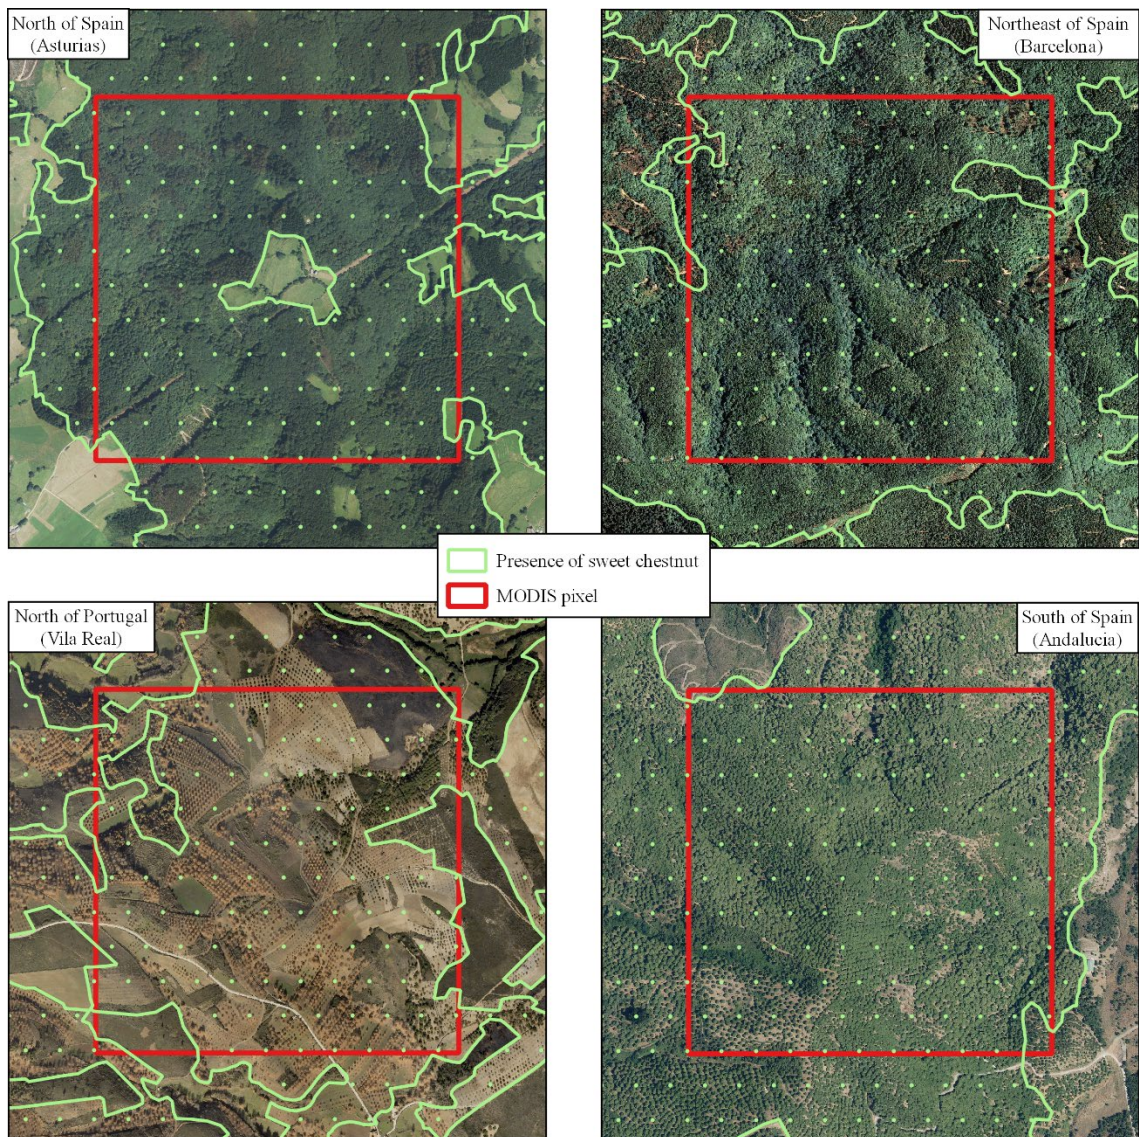 North of Spain
(Asturias)
Northeast of Spain
(Barcelona)
Presence of sweet chestnut
MODIS pixel
North of Portugal
(Vila Real)
South of Spain
(Andalucia)